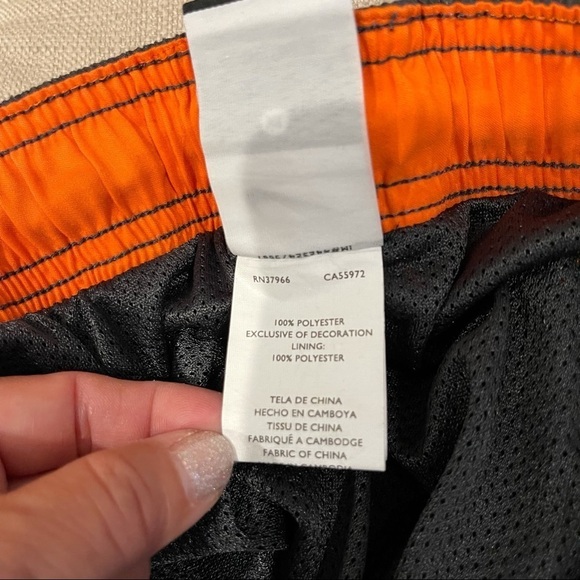 RN37966 CA55972
100% POLYESTER
EXCLUSIVE OF DECORATION
LINING:
100% POLYESTER
TELA DE CHINA
HECHO EN CAMBOYA
TISSU DE CHINA
FABRIQUÉ A CAMBODGE
FABRIC OF CHINA
CAMBODIA